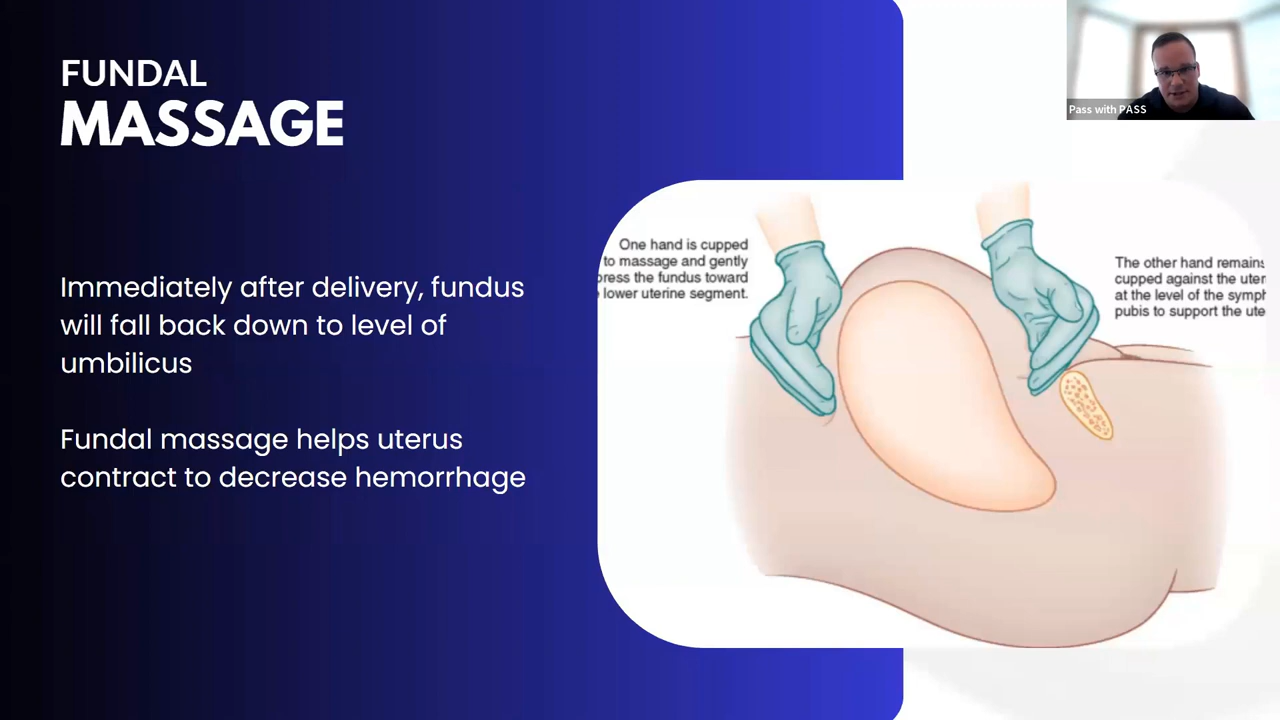 FUNDAL
MASSAGE
Immediately after delivery, fundus
will fall back down to level of
umbilicus
Fundal massage helps uterus
contract to decrease hemorrhage
One hand is cupped
to massage and gently
press the fundus toward
lower uterine segment.
The other hand remains
cupped against the uter
at the level of the symph
pubis to support the ute
Pass with PASS